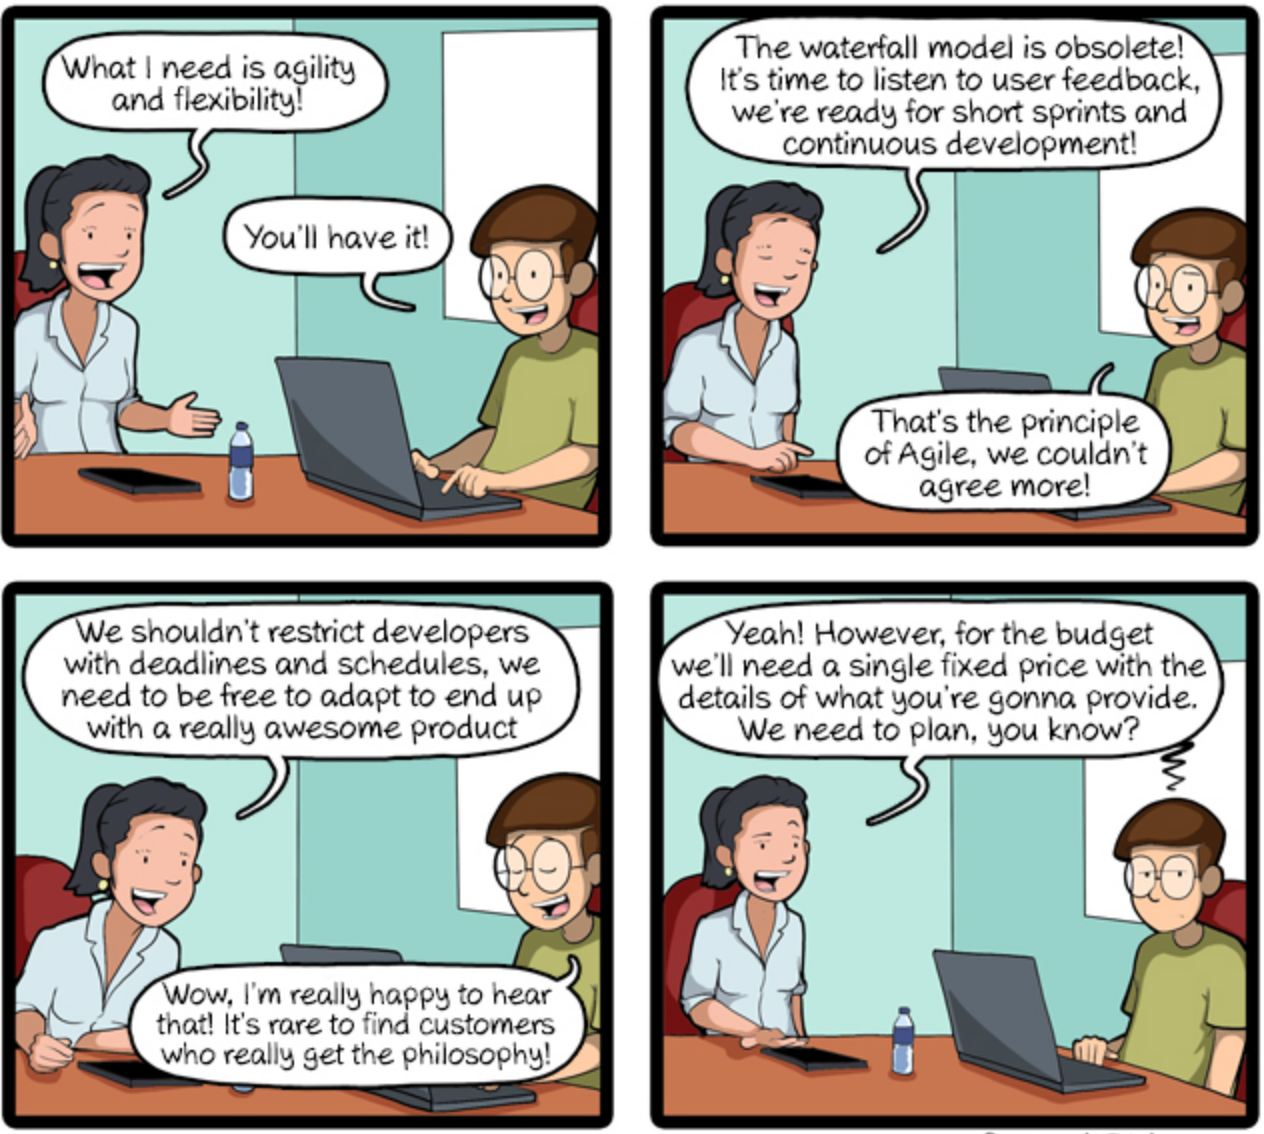 What I need is agility
and flexibility!
You'll have it!
The waterfall model is obsolete!
It's time to listen to user feedback,
we're ready for short sprints and
continuous development!
That's the principle
of Agile, we couldn't
agree more!
We shouldn't restrict developers
with deadlines and schedules, we
need to be free to adapt to end up
with a really awesome product
Wow, I'm really happy to hear
that! It's rare to find customers
who really get the philosophy!
Yeah! However, for the budget
we'll need a single fixed price with the
details of what you're gonna provide.
We need to plan, you know?